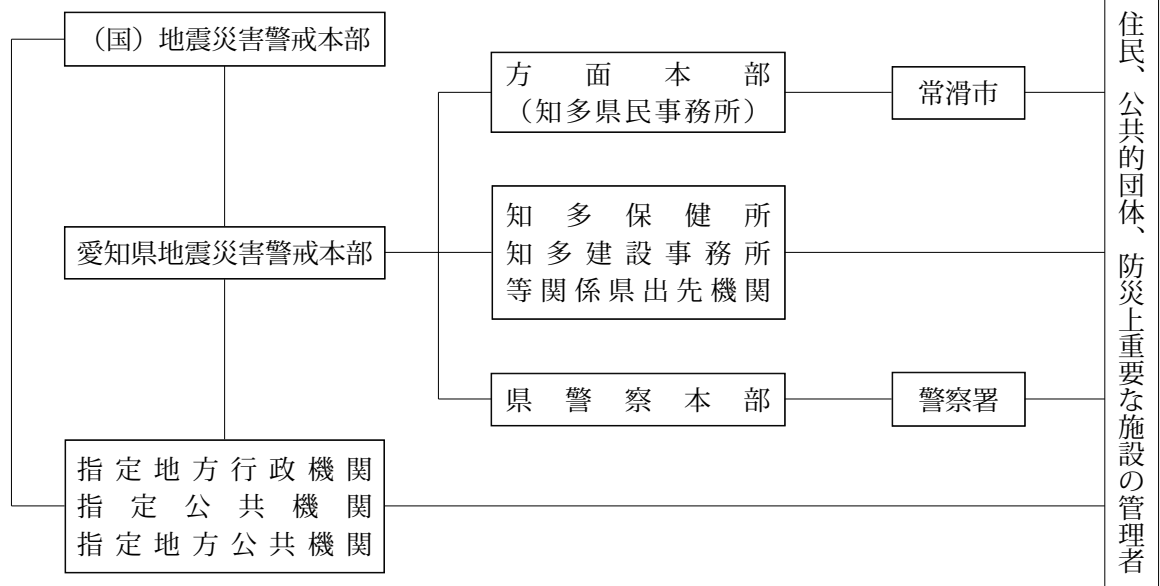 （国）地震災害警戒本部
方面本部
（知多県民事務所）
常滑市
愛知県地震災害警戒本部
知多保健所
知多建設事務所
等関係県出先機関
県警察本部
警察署
指定地方行政機関
指定公共機関
指定地方公共機関
住民、公共的団体、防災上重要な施設の管理者